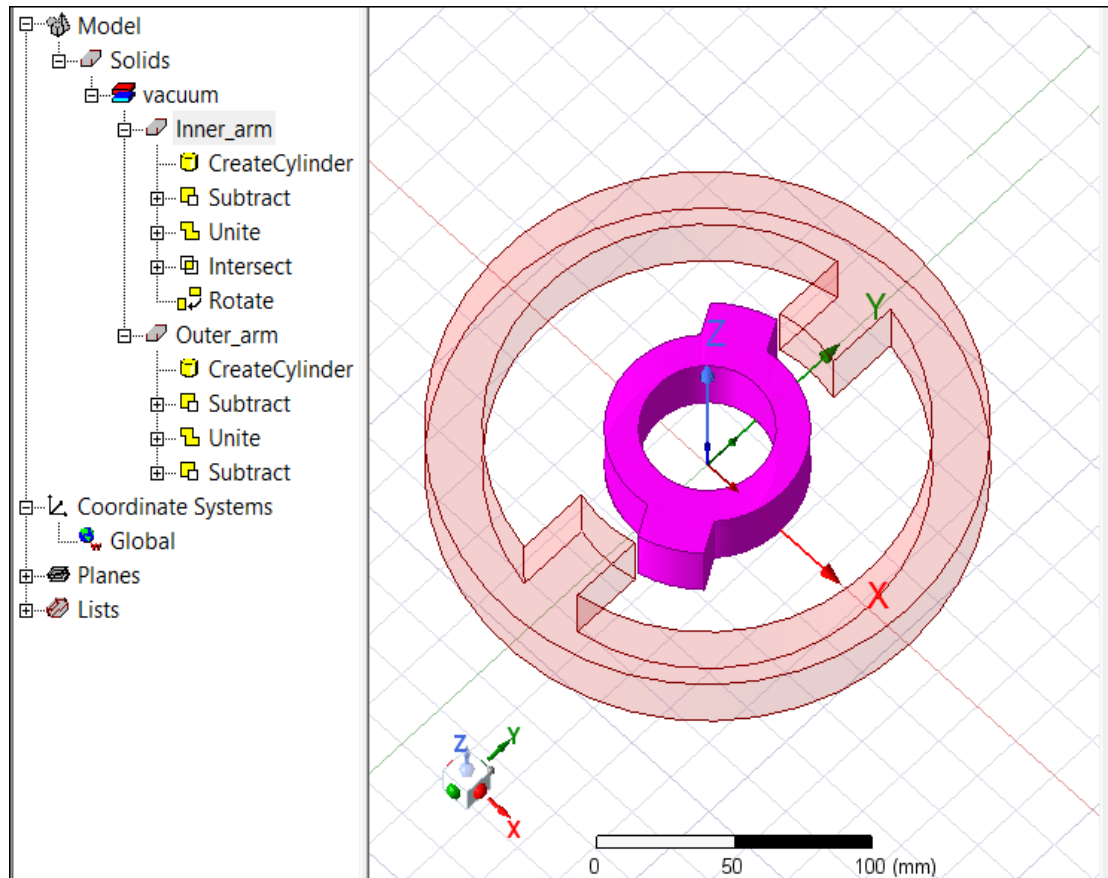 Model
Solids
vacuum
Inner_arm
CreateCylinder
Subtract
Unite
Intersect
Rotate
Outer_arm
CreateCylinder
Subtract
Unite
Subtract
Coordinate Systems
Global
Planes
Lists
Z
Y
X
Z
Y
X
0 50 100 (mm)